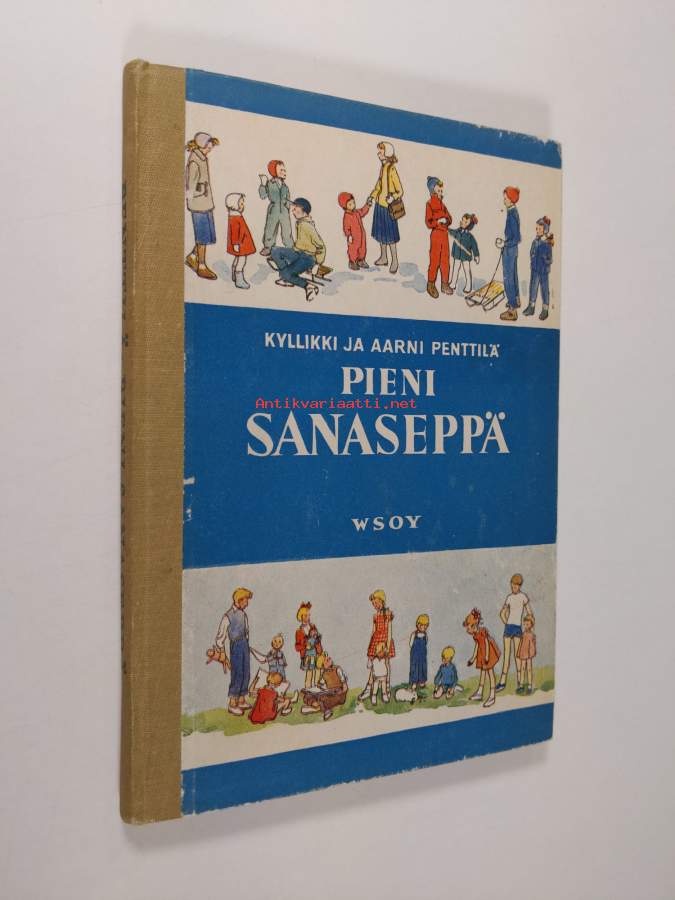 KYLLIKKI JA AARNI PENTTILÄ
PIENI
Antikvariaatti.net
SANASEPPÄ
WSOY